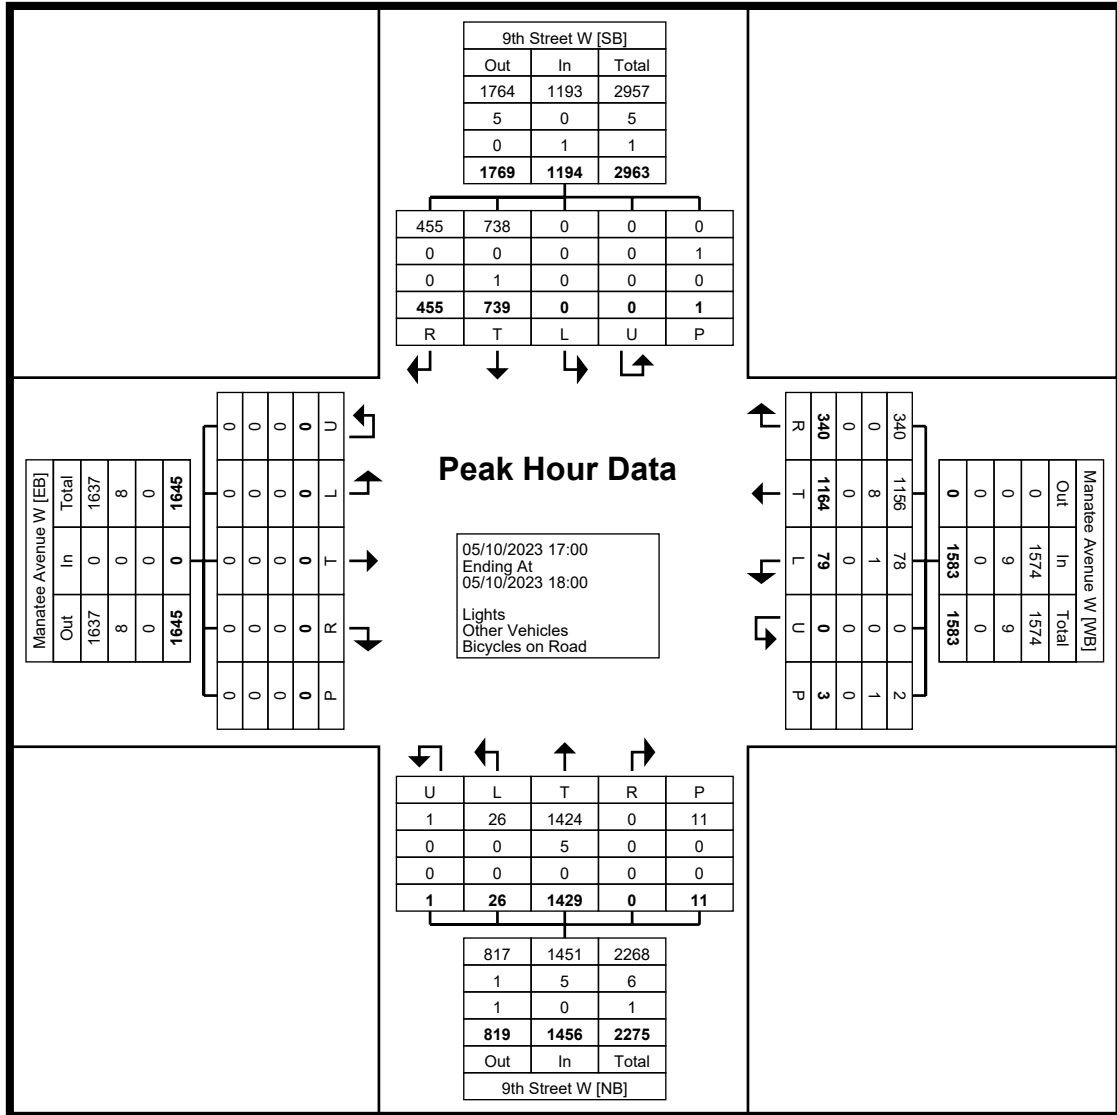 9th Street W [SB]
Out In Total
1764 1193 2957
5 0 5
0 1 1
1769 1194 2963
455 738 0 0 0
0 0 0 0 1
0 1 0 0 0
455 739 0 0 1
R T L U P
Manatee Avenue W [EB]
Total In Out
1637 0 1637
8 0 8
0 0 0
1645 0 1645
0 0 0 0 0
0 0 0 0 0
0 0 0 0 0
0 0 0 0 0
U L T R P
Peak Hour Data
05/10/2023 17:00
Ending At
05/10/2023 18:00
Lights
Other Vehicles
Bicycles on Road
R T L U P
340 1164 79 0 3
0 0 0 0 0
0 8 1 0 1
340 1156 78 0 2
Manatee Avenue W [WB]
Out In Total
0 1574 1574
0 9 9
0 0 0
0 1583 1583
U L T R P
1 26 1424 0 11
0 0 5 0 0
0 0 0 0 0
1 26 1429 0 11
817 1451 2268
1 5 6
1 0 1
819 1456 2275
Out In Total
9th Street W [NB]